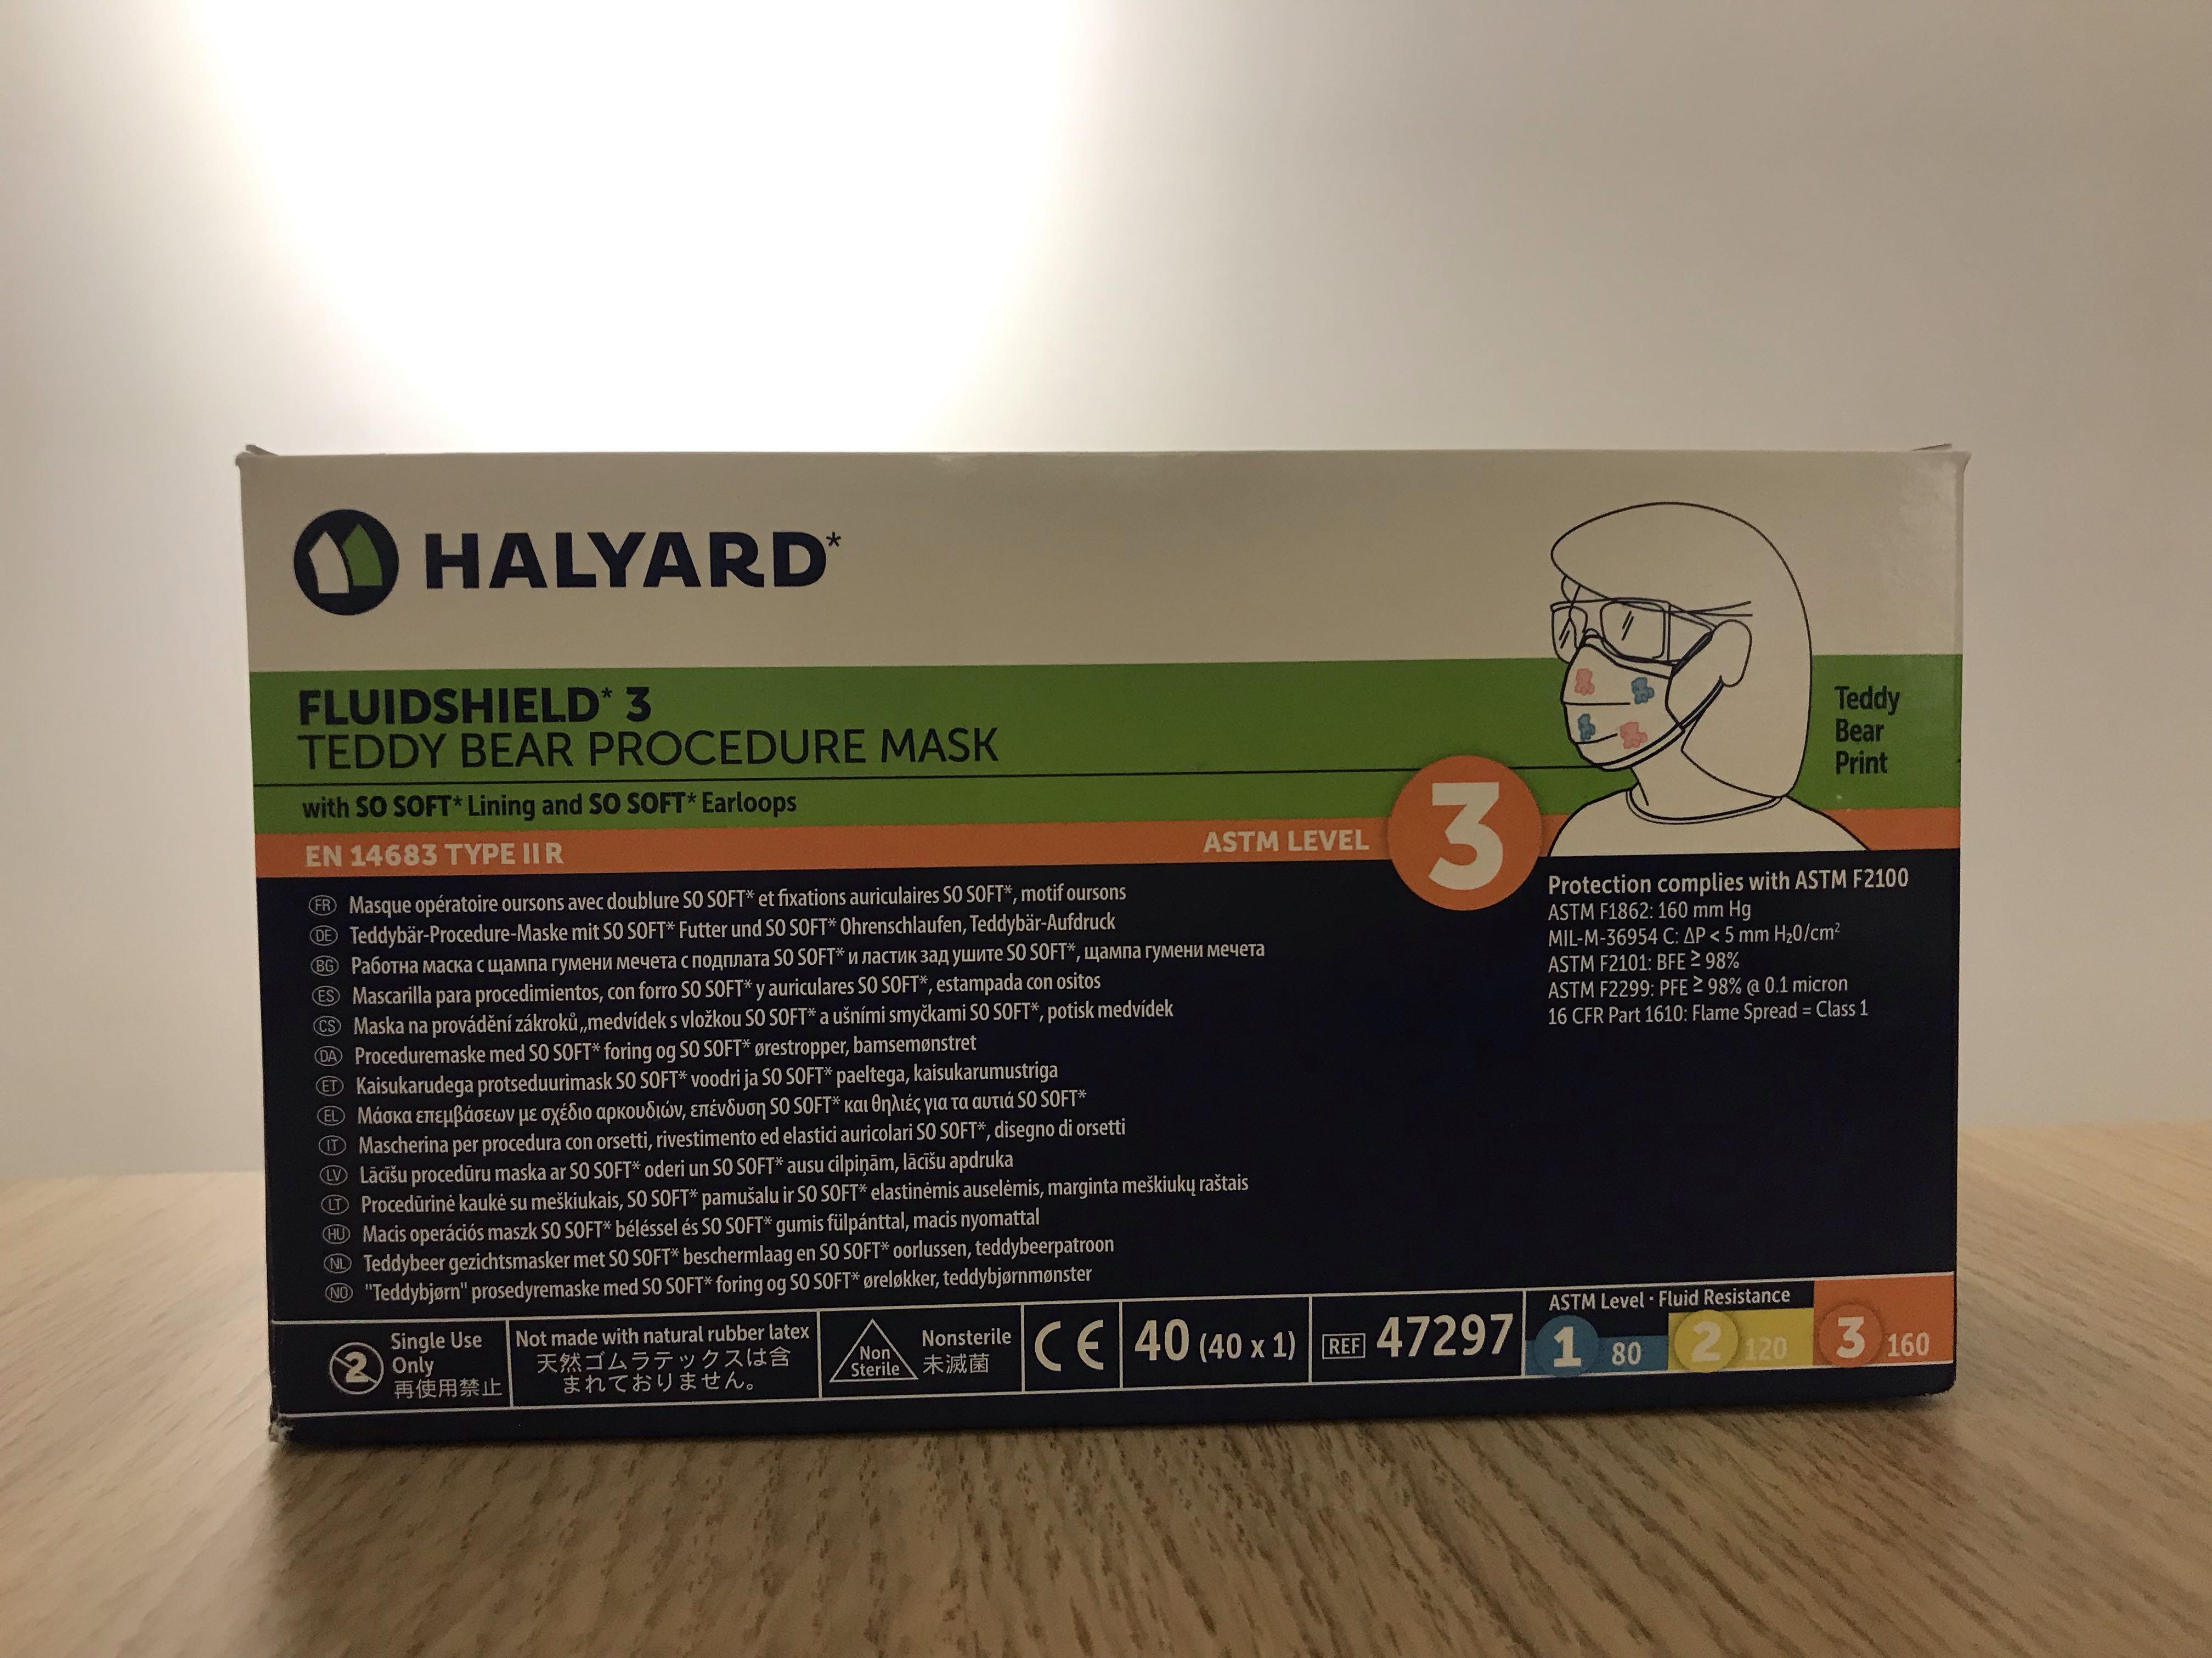 HALYARD*
FLUIDSHIELD* 3
TEDDY BEAR PROCEDURE MASK
with SO SOFT* Lining and SO SOFT* Earloops
Teddy
Bear
Print
EN 14683 TYPE II R
ASTM LEVEL
3
FR Masque opératoire oursons avec doublure SO SOFT* et fixations auriculaires SO SOFT*, motif oursons
DE Teddybär-Procedure-Maske mit SO SOFT* Futter und SO SOFT* Ohrenschlaufen, Teddybär-Aufdruck
BG Работна маска с щампа гумени мечета с подплата SO SOFT* и ластик зад ушите SO SOFT*, щампа гумени мечета
ES Mascarilla para procedimientos, con forro SO SOFT* y auriculares SO SOFT*, estampada con ositos
CS Maska na provádění zákroků„medvídek s vložkou SO SOFT* a ušními smyčkami SO SOFT*, potisk medvídek
DA Proceduremaske med SO SOFT* foring og SO SOFT* ørestropper, bamsemønstret
ET Kaisukarudega protseduurimask SO SOFT* voodri ja SO SOFT* paeltega, kaisukarumustriga
EL Μάσκα επεμβάσεων με σχέδιο αρκουδιών, επένδυση SO SOFT* και θηλιές για τα αυτιά SO SOFT*
IT Mascherina per procedura con orsetti, rivestimento ed elastici auricolari SO SOFT*, disegno di orsetti
LV Lācīšu procedūru maska ar SO SOFT* oderi un SO SOFT* ausu cilpiņām, lācīšu apdruka
LT Procedūrinė kaukė su meškiukais, SO SOFT* pamušalu ir SO SOFT* elastinėmis auselėmis, marginta meškiukų raštais
HU Macis operációs maszk SO SOFT* béléssel és SO SOFT* gumis fülpánttal, macis nyomattal
NL Teddybeer gezichtsmasker met SO SOFT* beschermlaag en SO SOFT* oorlussen, teddybeerpatroon
NO "Teddybjørn" prosedyremaske med SO SOFT* foring og SO SOFT* øreløkker, teddybjørnmønster
Protection complies with ASTM F2100
ASTM F1862: 160 mm Hg
MIL-M-36954 C: ΔP < 5 mm H₂0/cm²
ASTM F2101: BFE ≥ 98%
ASTM F2299: PFE ≥ 98% @ 0.1 micron
16 CFR Part 1610: Flame Spread = Class 1
2
Single Use
Only
再使用禁止
Not made with natural rubber latex
天然ゴムラテックスは含
まれておりません。
Non
Sterile
Nonsterile
未滅菌
CE
40 (40 x 1)
REF 47297
ASTM Level · Fluid Resistance
1 80 2 120 3 160